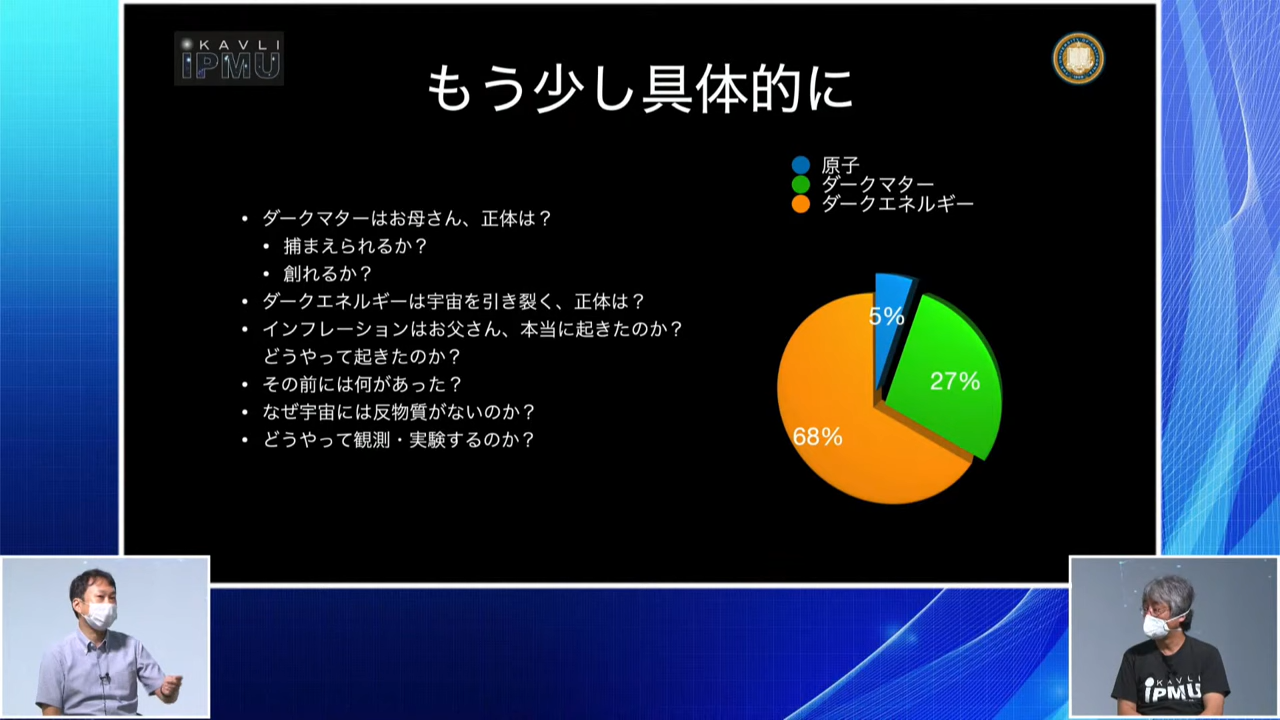 KAVLI
IPMU
もう少し具体的に
原子
ダークマター
ダークエネルギー
• ダークマターはお母さん、正体は？
• 捕まえられるか？
• 創れるか？
• ダークエネルギーは宇宙を引き裂く、正体は？
• インフレーションはお父さん、本当に起きたのか？
どうやって起きたのか？
• その前には何があった？
• なぜ宇宙には反物質がないのか？
• どうやって観測・実験するのか？
5%
27%
68%
KAVLI
IPMU